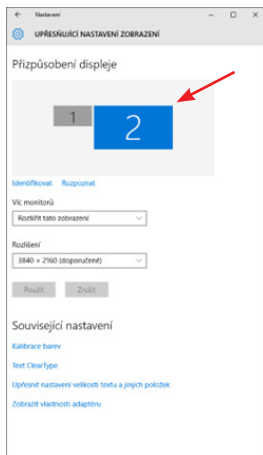 Nastavení
UPŘESŇUJÍCÍ NASTAVENÍ ZOBRAZENÍ
Přizpůsobení displeje
1
2
Identifikovat Rozpoznat
Víc monitorů
Rozšířit tato zobrazení
Rozlišení
3840 × 2160 (doporučené)
Použít Zrušit
Související nastavení
Kalibrace barev
Text ClearType
Upřesnit nastavení velikosti textu a jiných položek
Zobrazit vlastnosti adaptéru